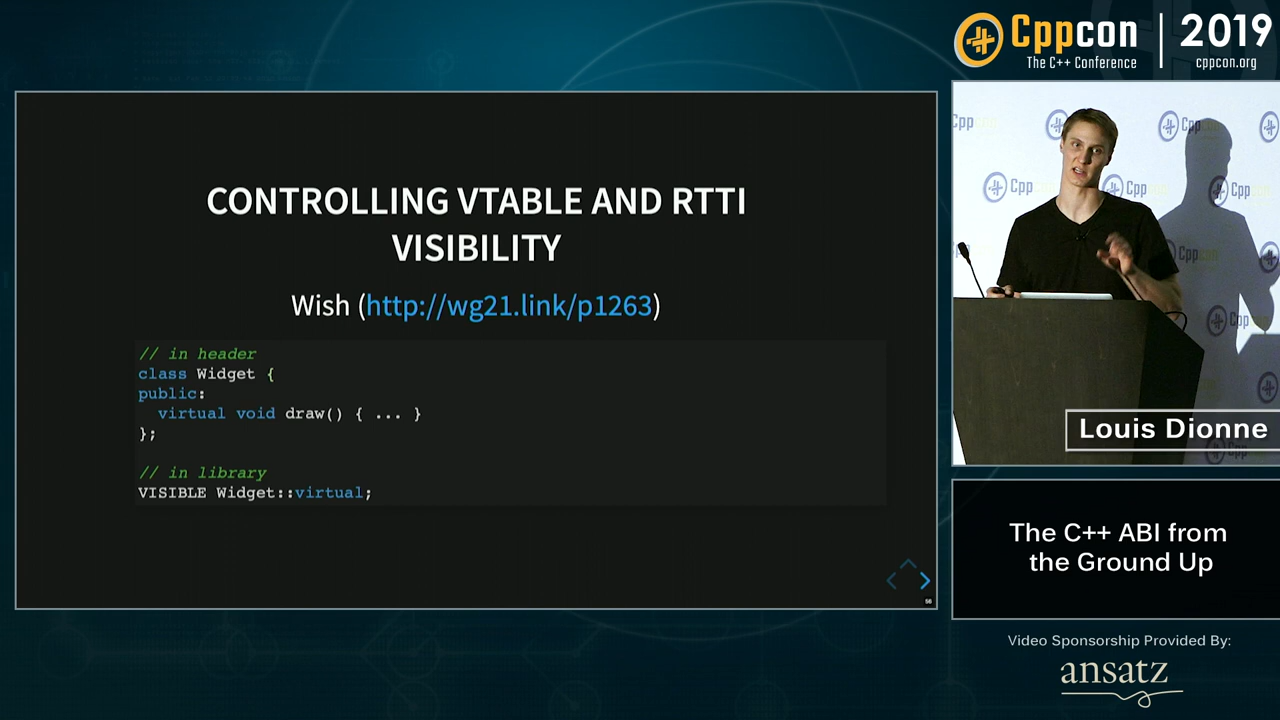 Cppcon
The C++ Conference
2019
cppcon.org
CONTROLLING VTABLE AND RTTI
VISIBILITY
Wish (http://wg21.link/p1263)
// in header
class Widget {
public:
virtual void draw() { ... }
};
// in library
VISIBLE Widget::virtual;
Louis Dionne
The C++ ABI from
the Ground Up
Video Sponsorship Provided By:
ansatz